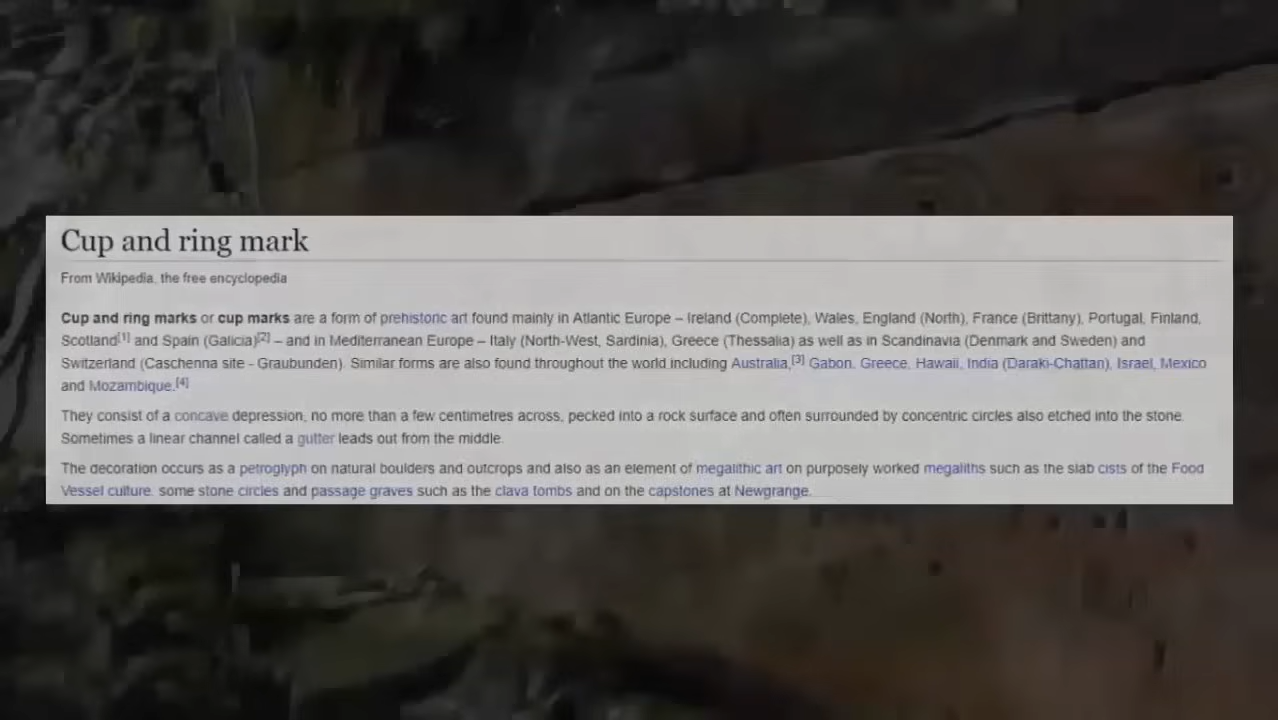 Cup and ring mark
From Wikipedia, the free encyclopedia
Cup and ring marks or cup marks are a form of prehistoric art found mainly in Atlantic Europe – Ireland (Complete), Wales, England (North), France (Brittany), Portugal, Finland,
Scotland[1] and Spain (Galicia)[2] – and in Mediterranean Europe – Italy (North-West, Sardinia), Greece (Thessalia) as well as in Scandinavia (Denmark and Sweden) and
Switzerland (Caschenna site - Graubunden). Similar forms are also found throughout the world including Australia,[3] Gabon, Greece, Hawaii, India (Daraki-Chattan), Israel, Mexico
and Mozambique.[4]
They consist of a concave depression, no more than a few centimetres across, pecked into a rock surface and often surrounded by concentric circles also etched into the stone.
Sometimes a linear channel called a gutter leads out from the middle.
The decoration occurs as a petroglyph on natural boulders and outcrops and also as an element of megalithic art on purposely worked megaliths such as the slab cists of the Food
Vessel culture, some stone circles and passage graves such as the clava tombs and on the capstones at Newgrange.